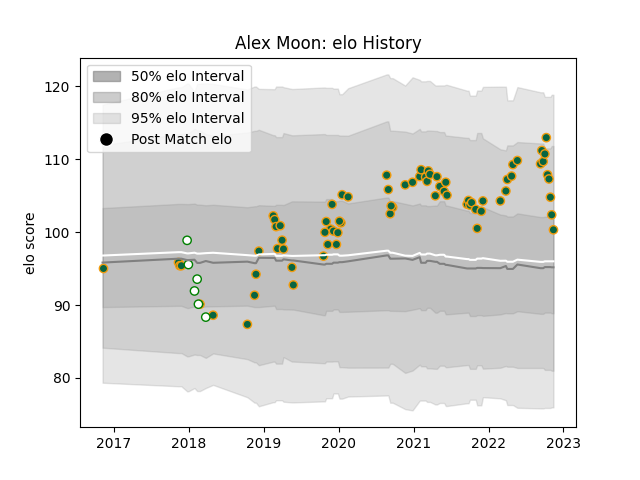 Alex Moon: elo History
50% elo Interval
80% elo Interval
95% elo Interval
Post Match elo
elo score
120
110
100
90
80
2017 2018 2019 2020 2021 2022 2023